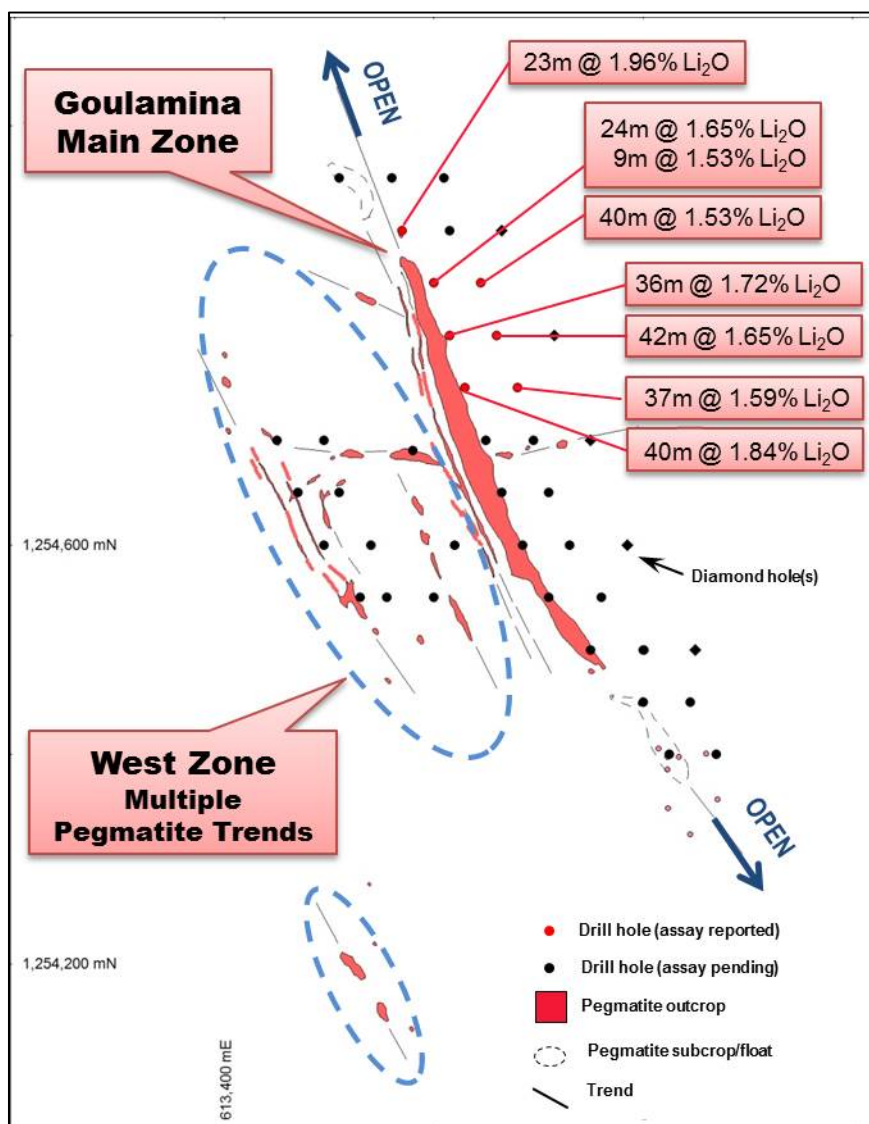 OPEN
Goulamina
Main Zone
23m @ 1.96% Li₂O
24m @ 1.65% Li₂O
9m @ 1.53% Li₂O
40m @ 1.53% Li₂O
36m @ 1.72% Li₂O
42m @ 1.65% Li₂O
37m @ 1.59% Li₂O
40m @ 1.84% Li₂O
1,254,600 mN
Diamond hole(s)
West Zone
Multiple
Pegmatite Trends
OPEN
1,254,200 mN
613,400 mE
Drill hole (assay reported)
Drill hole (assay pending)
Pegmatite outcrop
Pegmatite subcrop/float
Trend